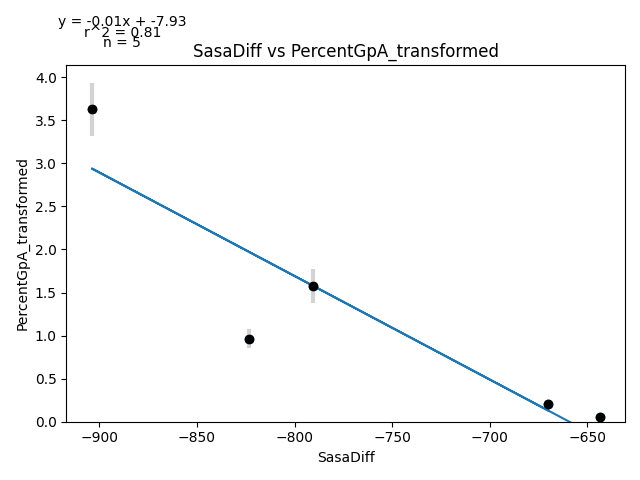 y = -0.01x + -7.93
r^2 = 0.81
n = 5
SasaDiff vs PercentGpA_transformed
4.0
3.5
3.0
2.5
2.0
1.5
1.0
0.5
0.0
PercentGpA_transformed
−900 −850 −800 −750 −700 −650
SasaDiff